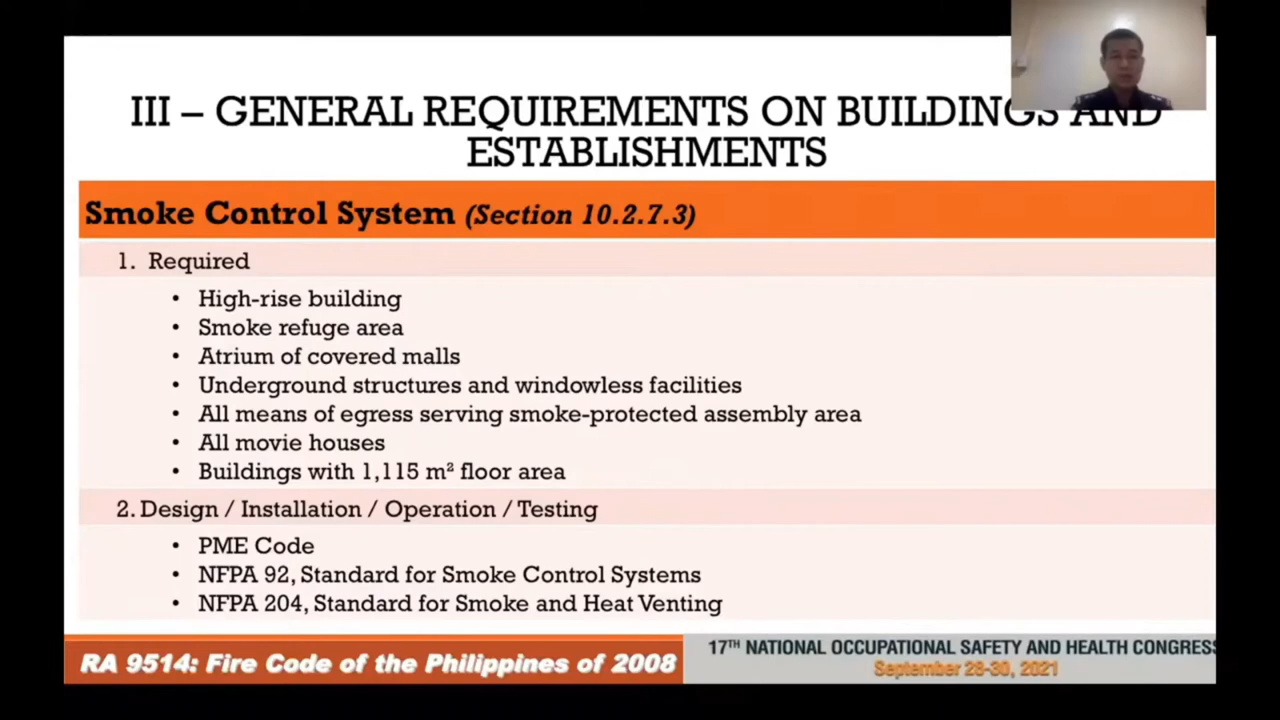 III – GENERAL REQUIREMENTS ON BUILDINGS AND
ESTABLISHMENTS
Smoke Control System (Section 10.2.7.3)
1. Required
• High-rise building
• Smoke refuge area
• Atrium of covered malls
• Underground structures and windowless facilities
• All means of egress serving smoke-protected assembly area
• All movie houses
• Buildings with 1,115 m² floor area
2. Design / Installation / Operation / Testing
• PME Code
• NFPA 92, Standard for Smoke Control Systems
• NFPA 204, Standard for Smoke and Heat Venting
RA 9514: Fire Code of the Philippines of 2008
17TH NATIONAL OCCUPATIONAL SAFETY AND HEALTH CONGRESS
September 28-30, 2021